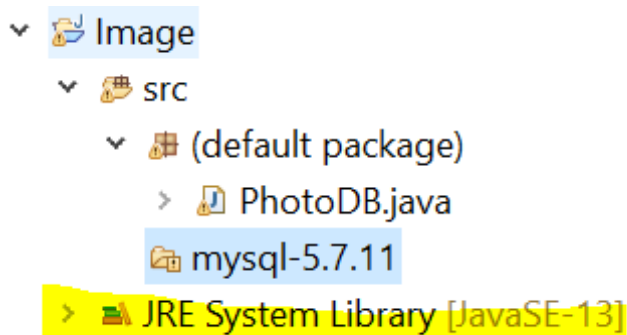 Image
src
(default package)
PhotoDB.java
mysql-5.7.11
JRE System Library [JavaSE-13]